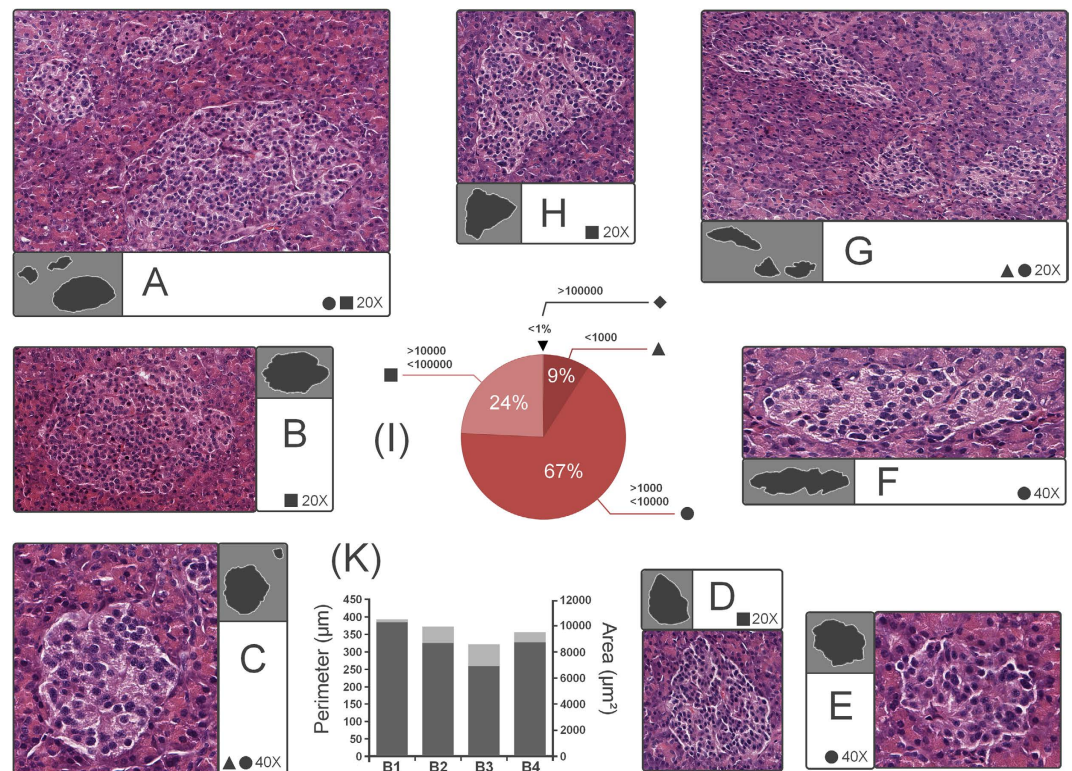 A
20X
H
20X
G
20X
B
20X
(I)
>100000
<1%
<1000
>10000
<100000
9%
24%
67%
>1000
<10000
F
40X
C
40X
(K)
Perimeter (µm)
450
400
350
300
250
200
150
100
50
0
B1 B2 B3 B4
12000
10000
8000
6000
4000
2000
0
Area (µm²)
D
20X
E
40X